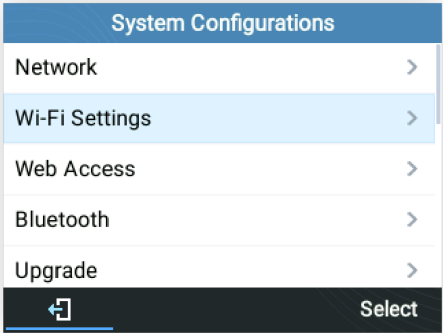 System Configurations
Network
Wi-Fi Settings
Web Access
Bluetooth
Upgrade
Select